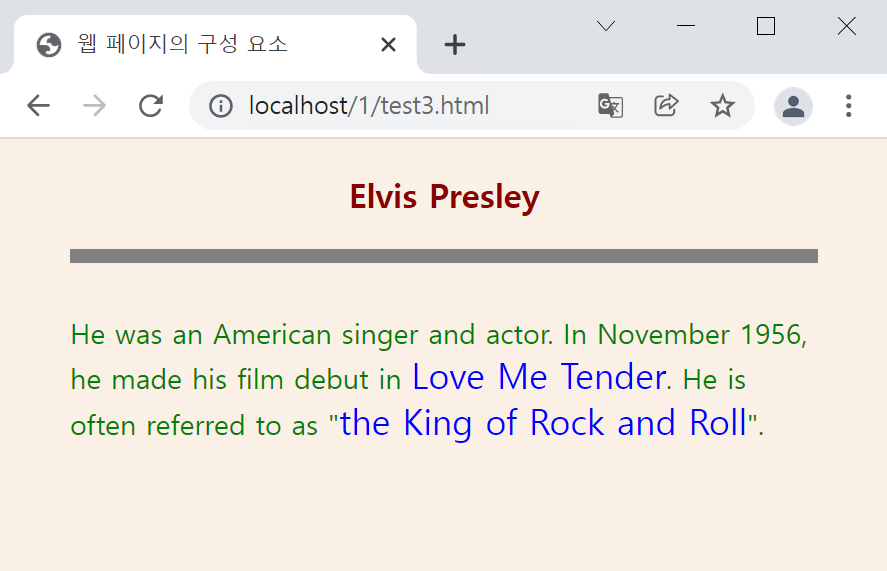 웹 페이지의 구성 요소
localhost/1/test3.html
Elvis Presley
He was an American singer and actor. In November 1956,
he made his film debut in Love Me Tender. He is
often referred to as "the King of Rock and Roll".